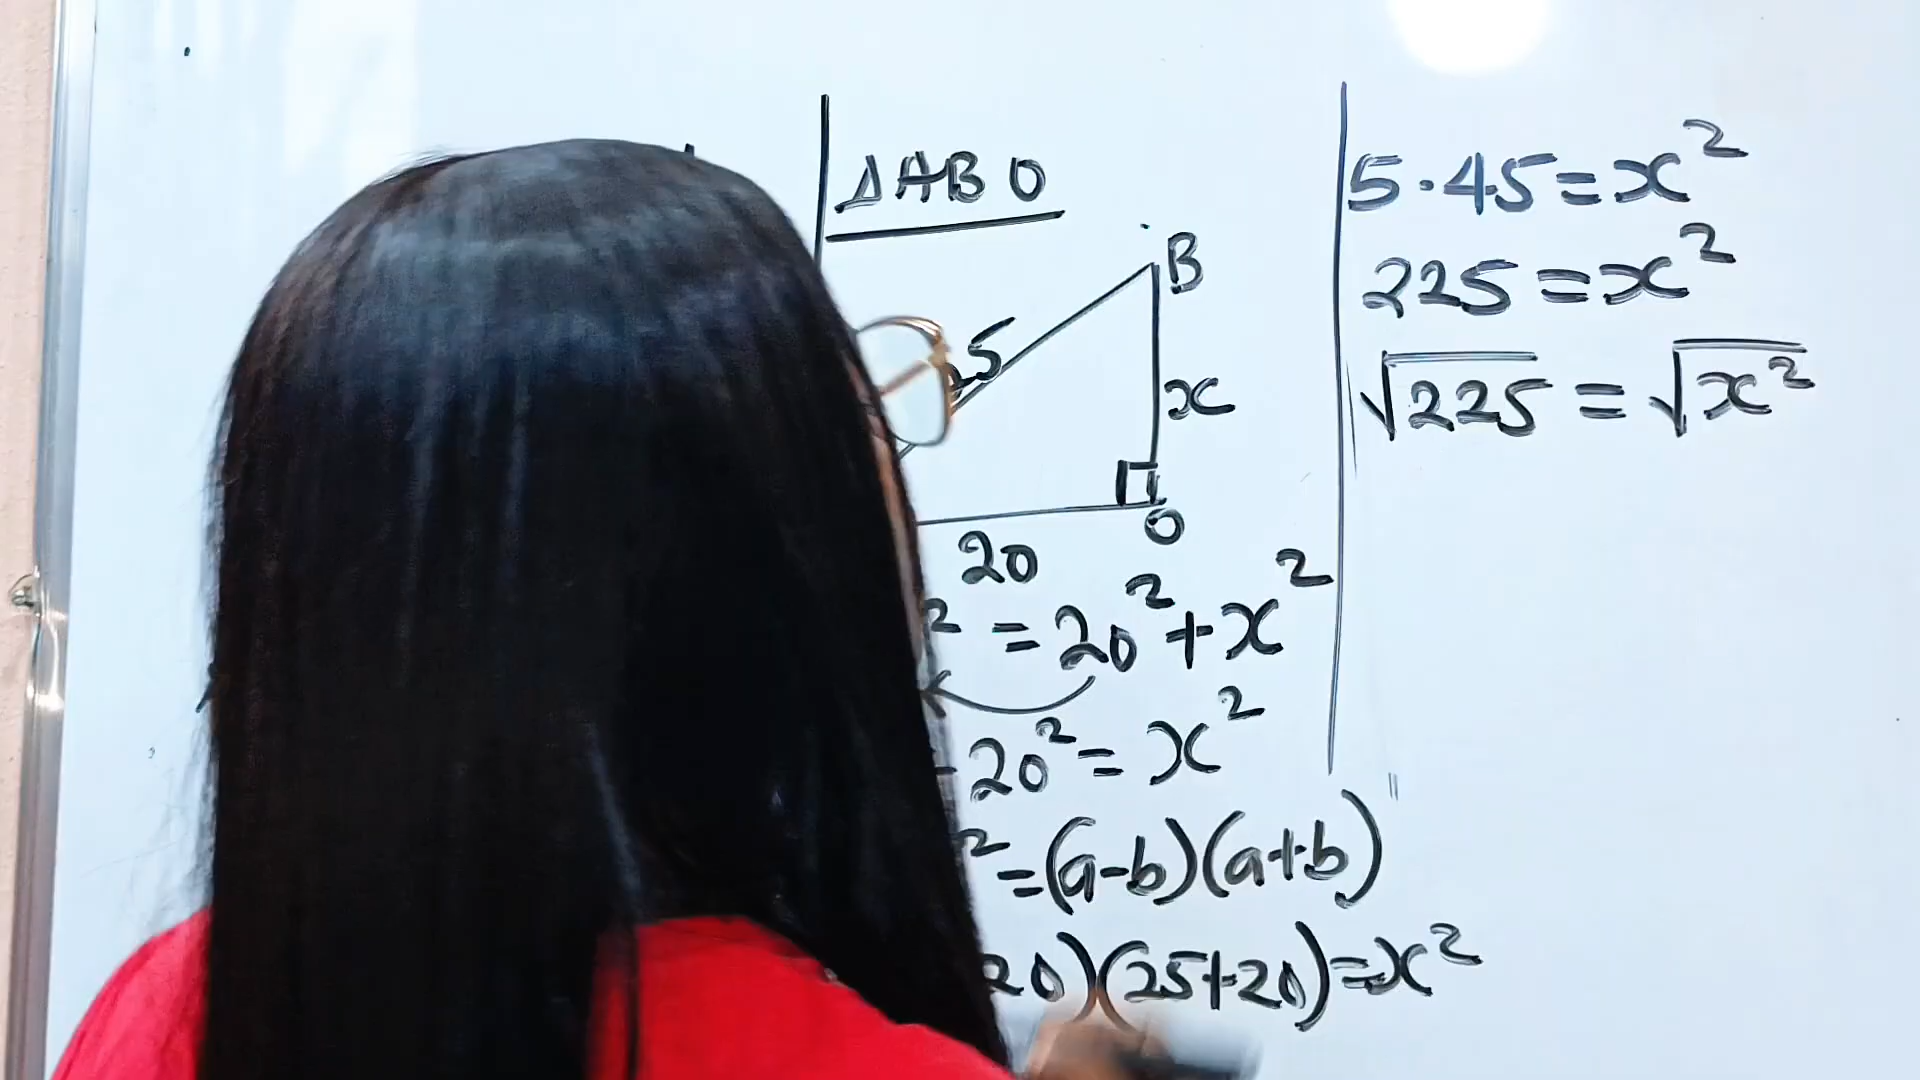 ΔABO
B
5
x
O
20
² = 20² + x²
- 20² = x²
² = (a-b)(a+b)
20)(25+20) = x²
5·45 = x²
225 = x²
√225 = √x²